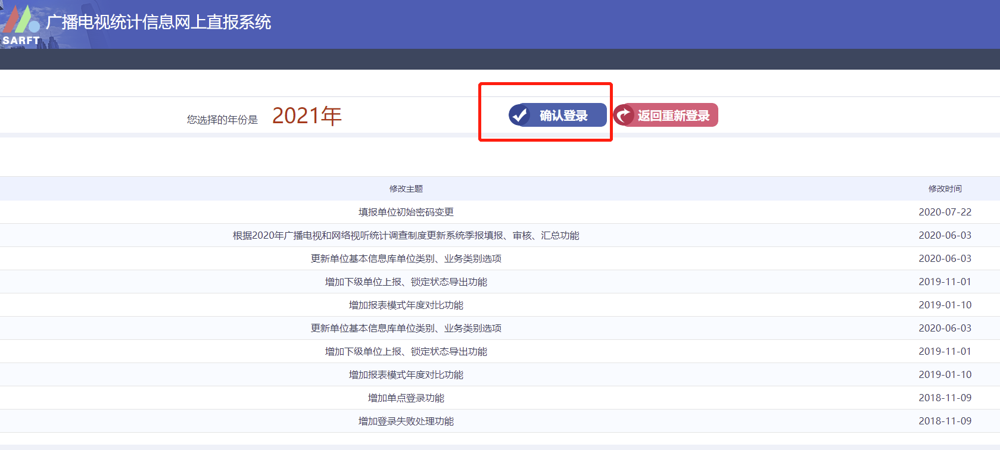 广播电视统计信息网上直报系统
SARFT
您选择的年份是 2021年 确认登录 返回重新登录
修改主题 修改时间
填报单位初始密码变更 2020-07-22
根据2020年广播电视和网络视听统计调查制度更新系统季报填报、审核、汇总功能 2020-06-03
更新单位基本信息库单位类别、业务类别选项 2020-06-03
增加下级单位上报、锁定状态导出功能 2019-11-01
增加报表模式年度对比功能 2019-01-10
更新单位基本信息库单位类别、业务类别选项 2020-06-03
增加下级单位上报、锁定状态导出功能 2019-11-01
增加报表模式年度对比功能 2019-01-10
增加单点登录功能 2018-11-09
增加登录失败处理功能 2018-11-09